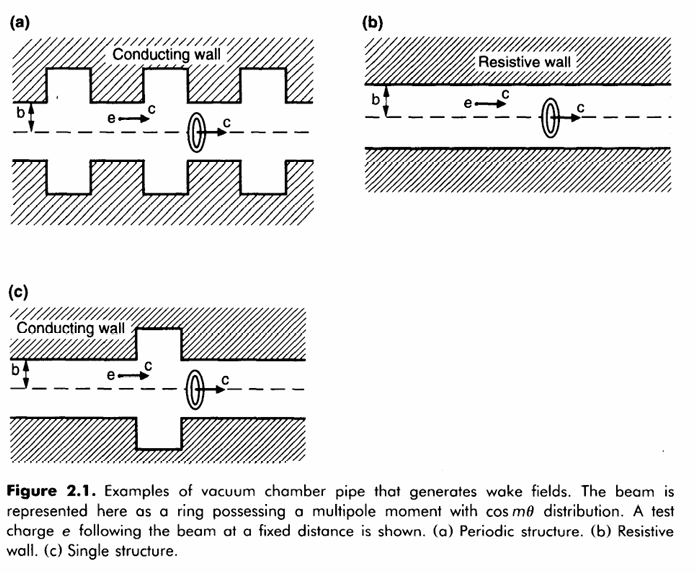 (a)
Conducting wall
b
e
c
c
(b)
Resistive wall
b
e
c
c
(c)
Conducting wall
b
e
c
c
Figure 2.1. Examples of vacuum chamber pipe that generates wake fields. The beam is
represented here as a ring possessing a multipole moment with cos mθ distribution. A test
charge e following the beam at a fixed distance is shown. (a) Periodic structure. (b) Resistive
wall. (c) Single structure.